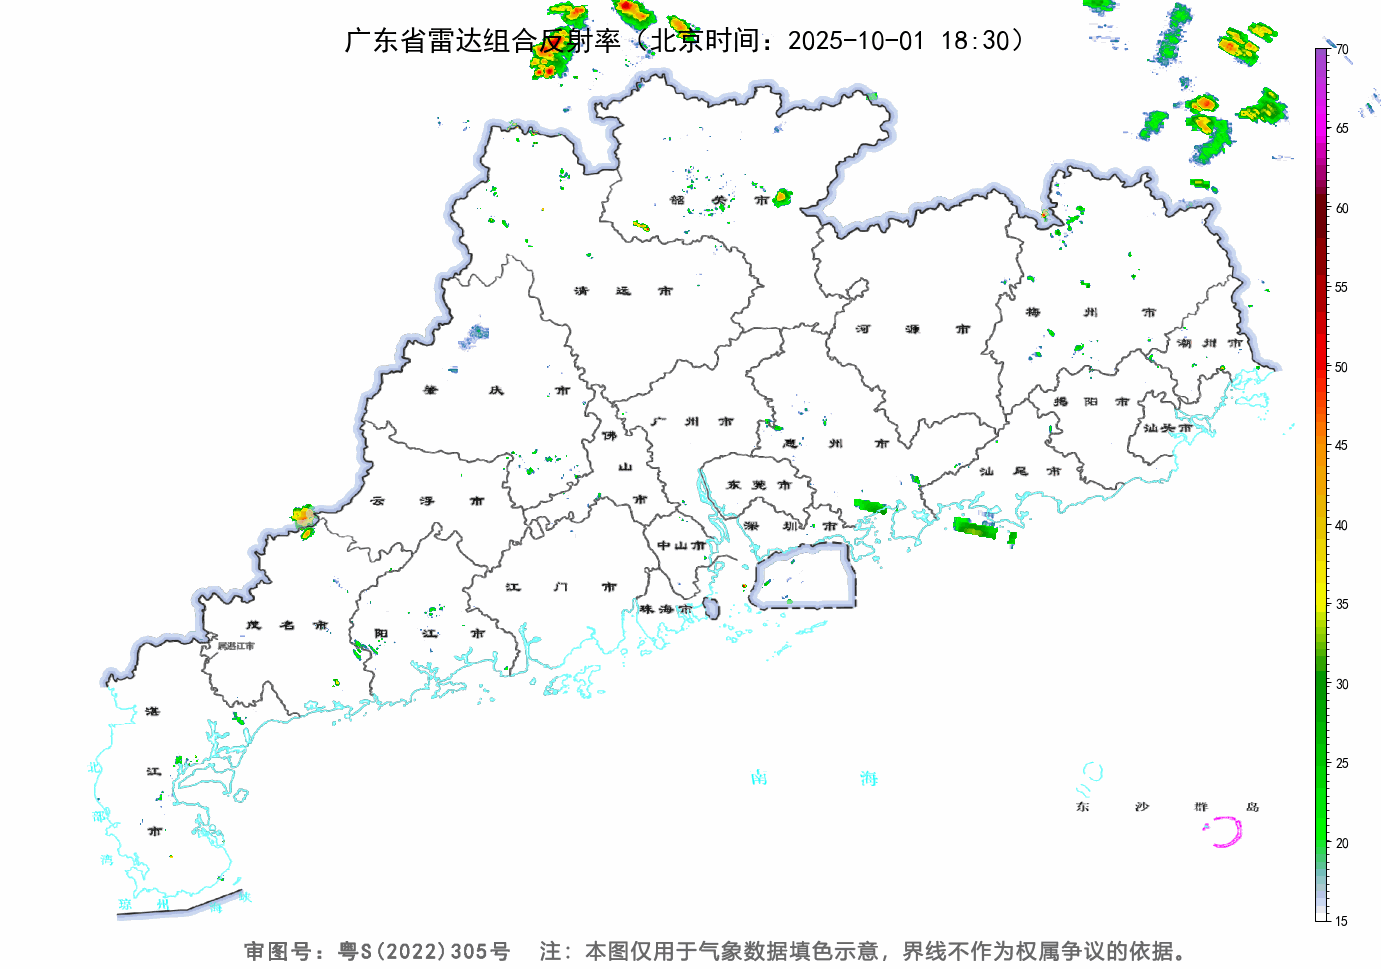 广东省雷达组合反射率（北京时间：2025-10-01 18:30）
70
65
60
55
50
45
40
35
30
25
20
15
韶 关 市
清 远 市
河 源 市
梅 州 市
潮 州 市
肇 庆 市
广 州 市
揭 阳 市
汕 头 市
佛 山 市
惠 州 市
汕 尾 市
云 浮 市
东 莞 市
深 圳 市
中 山 市
江 门 市
珠 海 市
茂 名 市
阳 江 市
属湛江市
湛 江 市
北 部 湾
琼 州 海 峡
南 海
东 沙 群 岛
审图号：粤S(2022)305号 注：本图仅用于气象数据填色示意，界线不作为权属争议的依据。